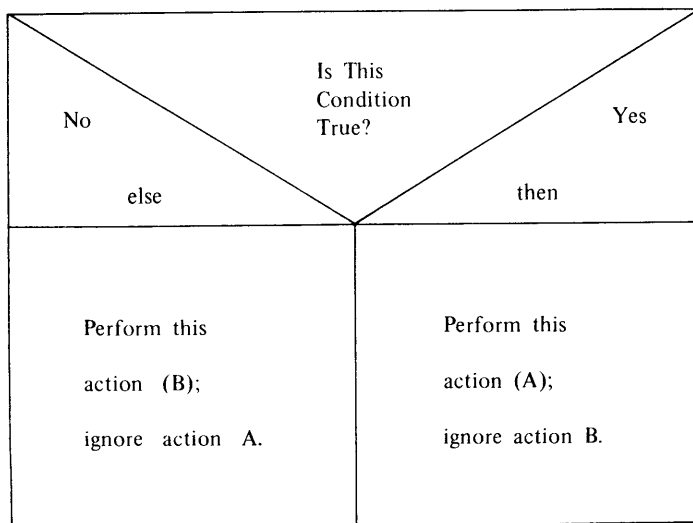 Is This
Condition
True?
No
Yes
else
then
Perform this
action (B);
ignore action A.
Perform this
action (A);
ignore action B.